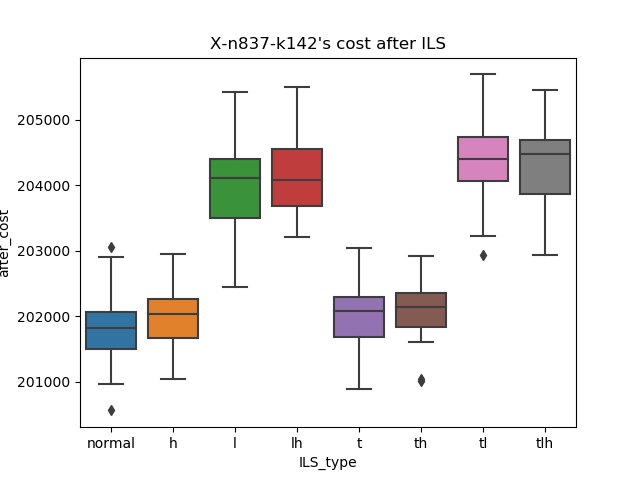 X-n837-k142's cost after ILS
after_cost
205000
204000
203000
202000
201000
normal h l lh t th tl tlh
ILS_type